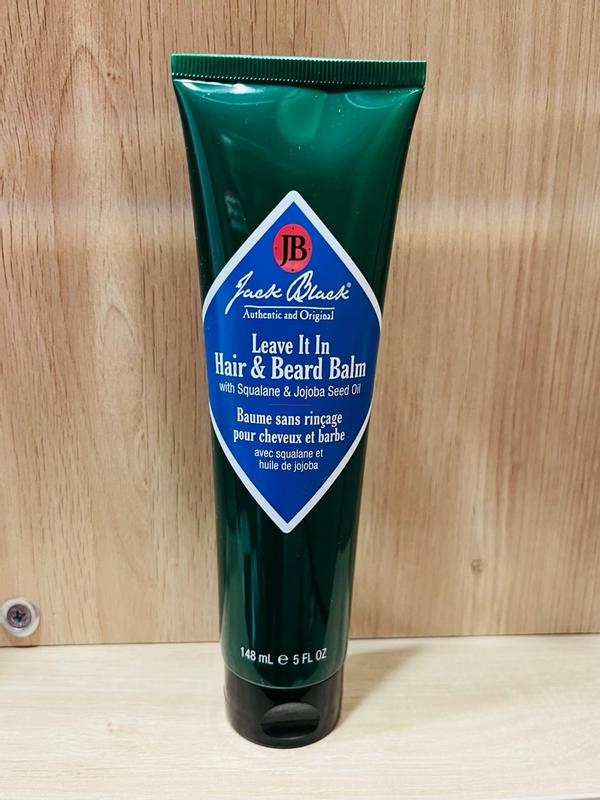 JB
Jack Black®
Authentic and Original
Leave It In
Hair & Beard Balm
with Squalane & Jojoba Seed Oil
Baume sans rinçage
pour cheveux et barbe
avec squalane et
huile de jojoba
148 mL ℮ 5 FL OZ